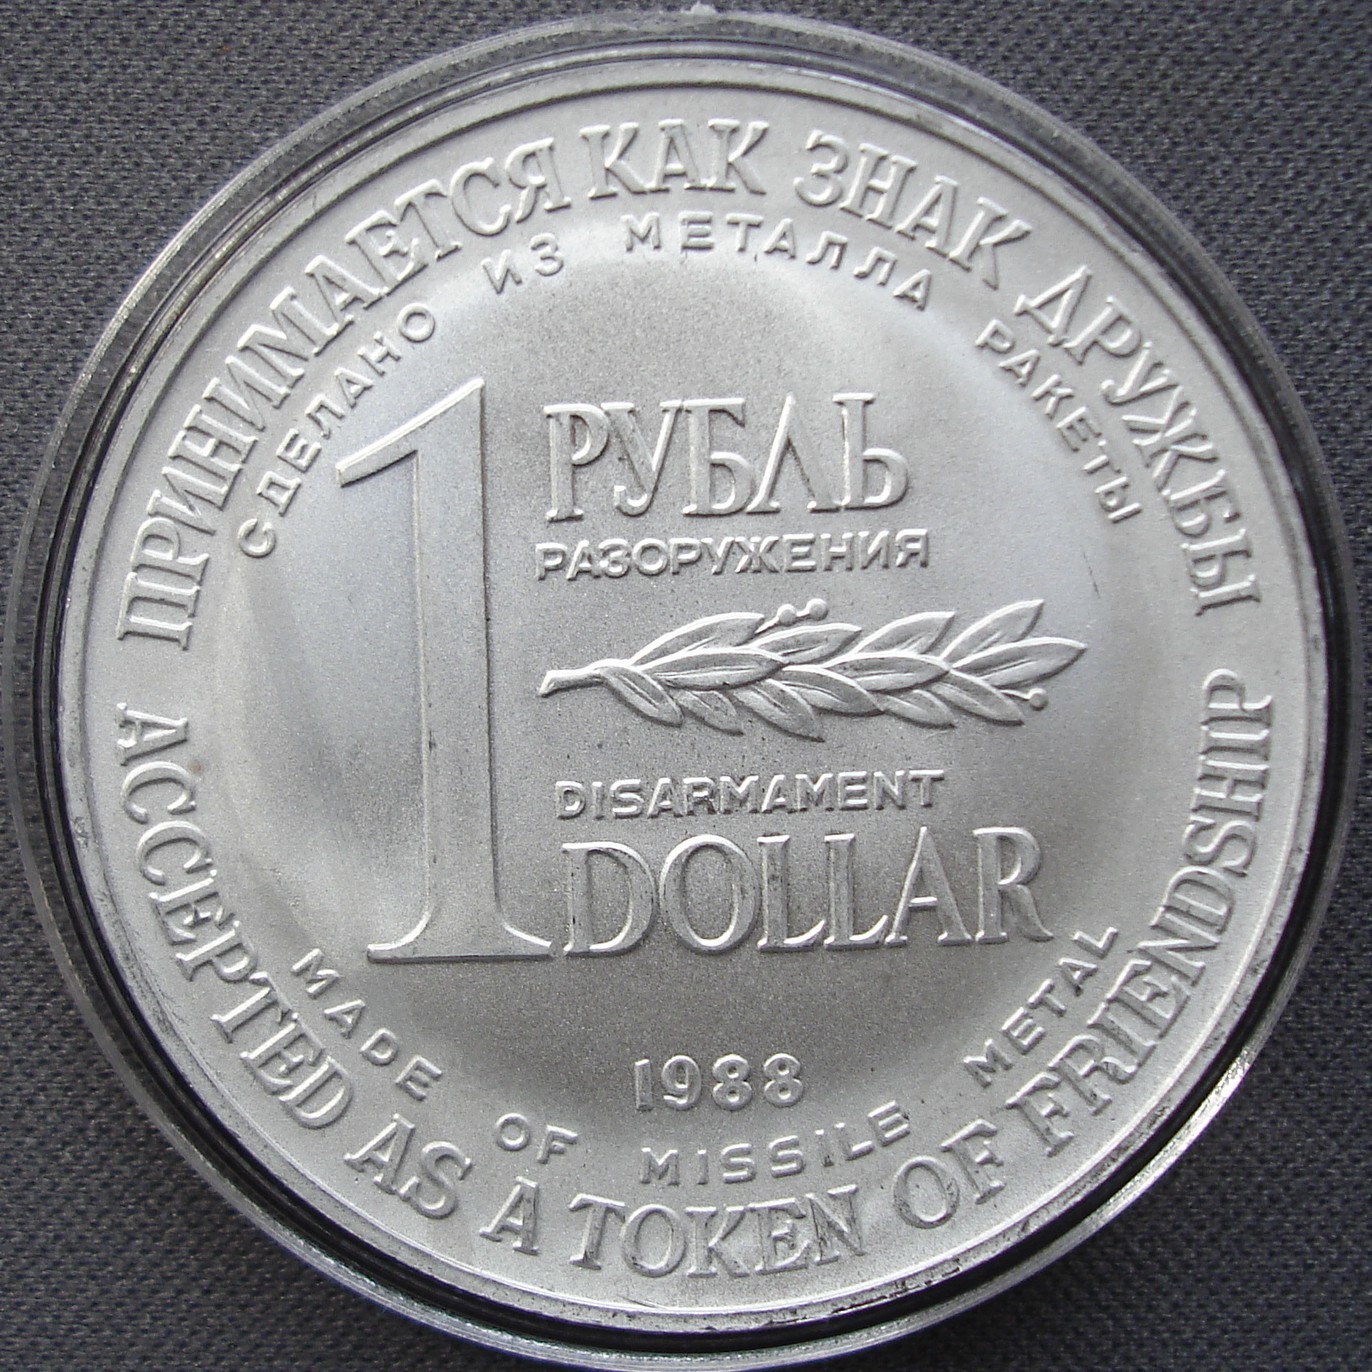 ПРИНИМАЕТСЯ КАК ЗНАК ДРУЖБЫ
СДЕЛАНО ИЗ МЕТАЛЛА РАКЕТЫ
1 РУБЛЬ
РАЗОРУЖЕНИЯ
DISARMAMENT
DOLLAR
1988
MADE OF MISSILE METAL
ACCEPTED AS A TOKEN OF FRIENDSHIP